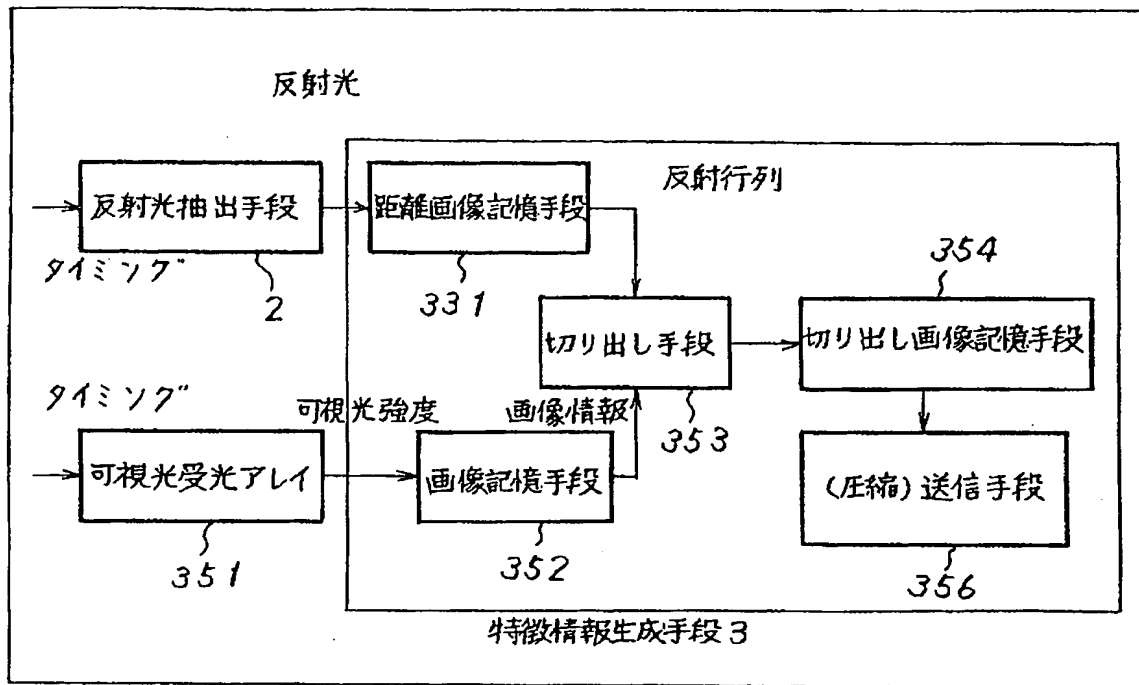 反射光
反射行列
反射光抽出手段
距離画像記憶手段
タイミング
2
331
354
切り出し手段
切り出し画像記憶手段
タイミング
可視光強度
画像情報
353
可視光受光アレイ
画像記憶手段
(圧縮)送信手段
351
352
356
特徴情報生成手段3